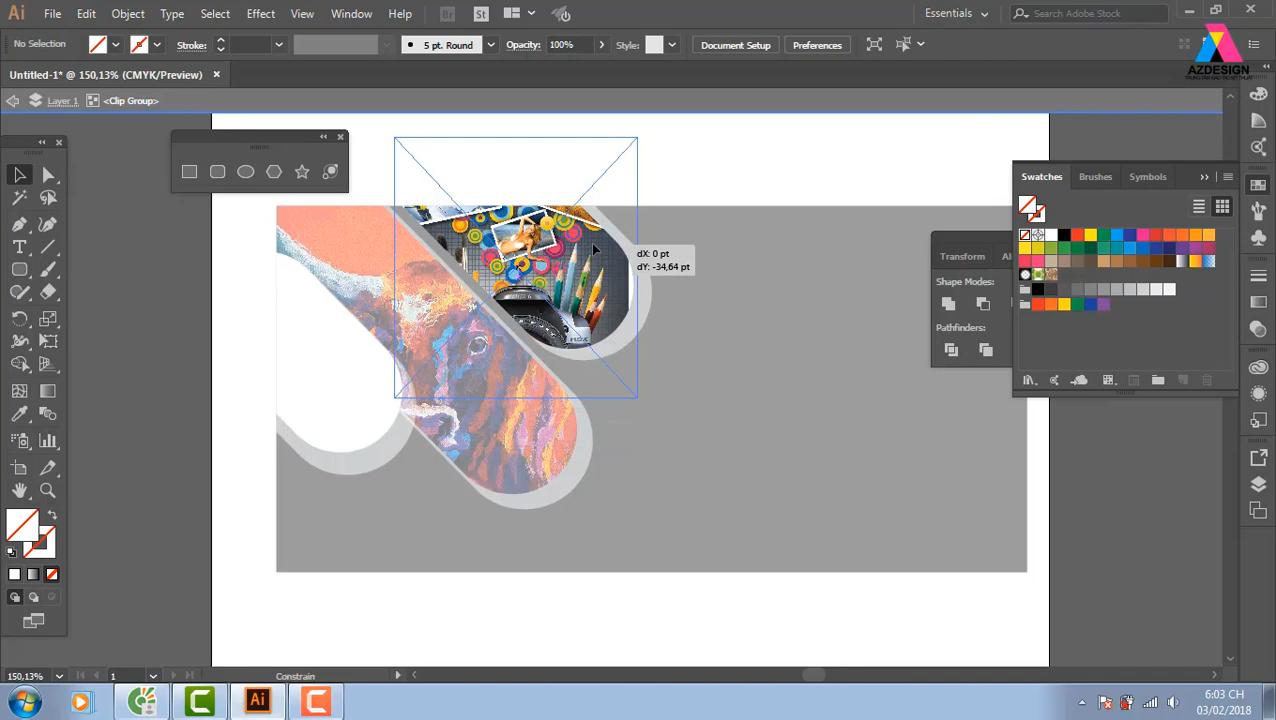 Ai File Edit Object Type Select Effect View Window Help Br St Essentials Search Adobe Stock
No Selection Stroke: 5 pt. Round Opacity: 100% Style: Document Setup Preferences
AZDESIGN
Untitled-1* @ 150,13% (CMYK/Preview)
Layer 1 <Clip Group>
Swatches Brushes Symbols
dX: 0 pt
dY: -34,64 pt
Transform
Shape Modes:
Pathfinders:
150,13% 1 Constrain
Ai
6:03 CH
03/02/2018